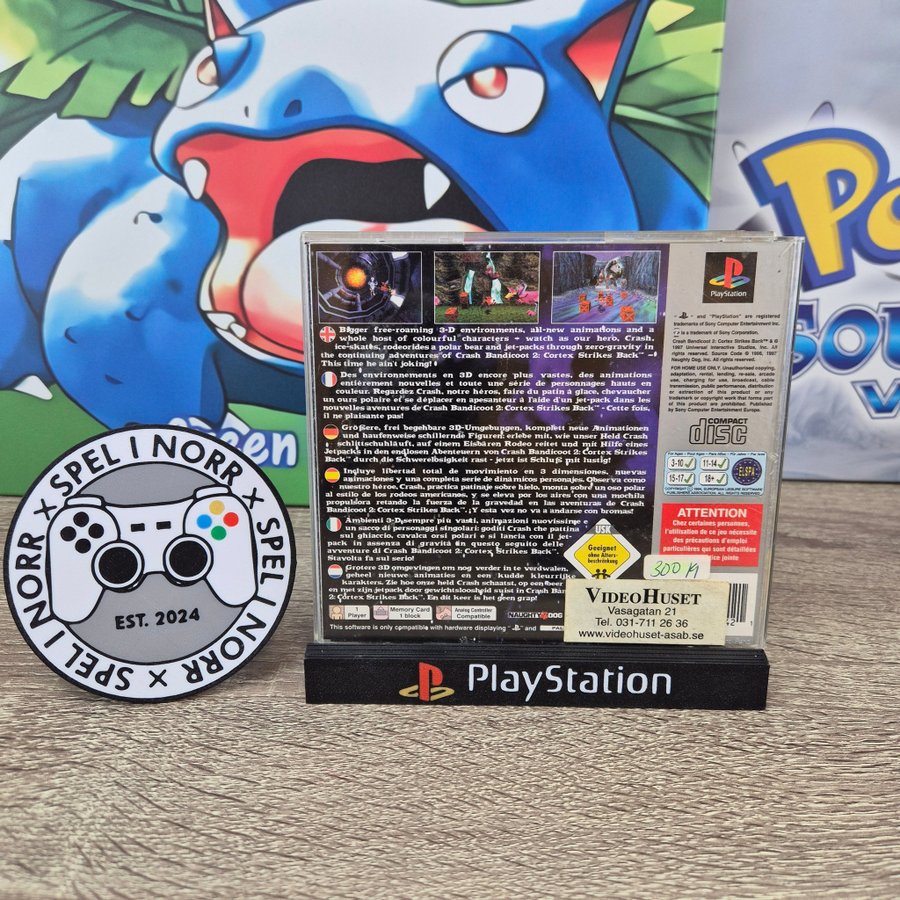 Po
SOU
V
een
SPEL I NORR × SPEL I NORR × SPEL I NORR ×
EST. 2024
Bigger free-roaming 3-D environments, all-new animations and a
whole host of colourful characters - watch as our hero, Crash,
ice-skates, rodeorides a polar bear and jet-packs through zero-gravity in
the continuing adventures of Crash Bandicoot 2: Cortex Strikes Back™ -
This time he ain't joking!
Des environnements en 3D encore plus vastes, des animations
entièrement nouvelles et toute une série de personnages hauts en
couleur. Regardez Crash, notre héros, faire du patin à glace, chevaucher
un ours polaire et se déplacer en apesanteur à l'aide d'un jet-pack dans les
nouvelles aventures de Crash Bandicoot 2: Cortex Strikes Back™ - Cette fois,
il ne plaisante pas!
Größere, frei begehbare 3D-Umgebungen, komplett neue Animationen
und haufenweise schillernde Figuren: erlebe mit, wie unser Held Crash
schlittschuhläuft, auf einem Eisbären Rodeo reitet und mit Hilfe eines
Jetpacks in den endlosen Abenteuern von Crash Bandicoot 2: Cortex Strikes
Back™ durch die Schwerelosigkeit rast - jetzt ist Schluß mit lustig!
Incluye libertad total de movimiento en 3 dimensiones, nuevas
animaciones y una completa serie de dinámicos personajes. Observa como
nuestro héroe, Crash, practica patinaje sobre hielo, monta sobre un oso polar
al estilo de los rodeos americanos, y se eleva por los aires con una mochila
propulsora retando la fuerza de la gravedad en las aventuras de Crash
Bandicoot 2: Cortex Strikes Back™. ¡Y esta vez no va a andarse con bromas!
Ambienti 3-D sempre più vasti, animazioni nuovissime e
un sacco di personaggi singolari: goditi Crash che pattina
sul ghiaccio, cavalca orsi polari e si lancia con il jet-
pack in assenza di gravità in questo seguito delle
avventure di Crash Bandicoot 2: Cortex Strikes Back™.
Stavolta fa sul serio!
Grotere 3D omgevingen om nog verder in te verdwalen,
geheel nieuwe animaties en een kudde kleurrijke
karakters. Zie hoe onze held Crash schaatst, op een beer
en met zijn jetpack door gewichtloosheid suist in Crash
2: Cortex Strikes Back™. En dit keer is het geen grap!
1
Player
Memory Card
1 block
Analog Controller
Compatible
NAUGHTY DOG
This software is only compatible with hardware displaying
and
PAL
PlayStation
and "PlayStation" are registered
trademarks of Sony Computer Entertainment Inc.
is a trademark of Sony Corporation.
Crash Bandicoot 2: Cortex Strikes Back™ & ©
1997 Universal Interactive Studios, Inc. All
rights reserved. Source Code © 1996, 1997
Naughty Dog, Inc. All rights reserved.
FOR HOME USE ONLY. Unauthorised copying,
adaptation, rental, lending, re-sale, arcade
use, charging for use, broadcast, cable
transmission, public performance, distribution
or extraction of this product or any
trademark or copyright work that forms part
of this product are prohibited. Published
by Sony Computer Entertainment Europe.
COMPACT
disc
3-10
11-14
15-17
18+
ELSPA
ATTENTION
Chez certaines personnes,
l'utilisation de ce jeu nécessite
des précautions d'emploi
particulières qui sont détaillées
USK
Geeignet
ohne Alters-
beschränkung
300 kr
VIDEOHUSET
Vasagatan 21
Tel. 031-711 26 36
www.videohuset-asab.se
PlayStation